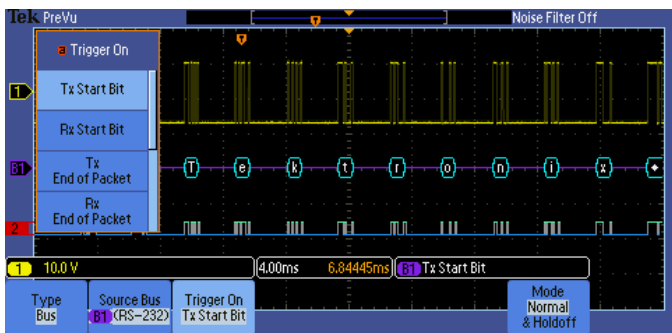 Tek PreVu
Noise Filter Off
a Trigger On
Tx Start Bit
Rx Start Bit
Tx
End of Packet
Rx
End of Packet
T
T
1
B1
T e k t r o n i x
2
1 10.0 V
4.00ms 6.84445ms
B1 Tx Start Bit
Type
Bus
Source Bus
B1 (RS-232)
Trigger On
Tx Start Bit
Mode
Normal
& Holdoff